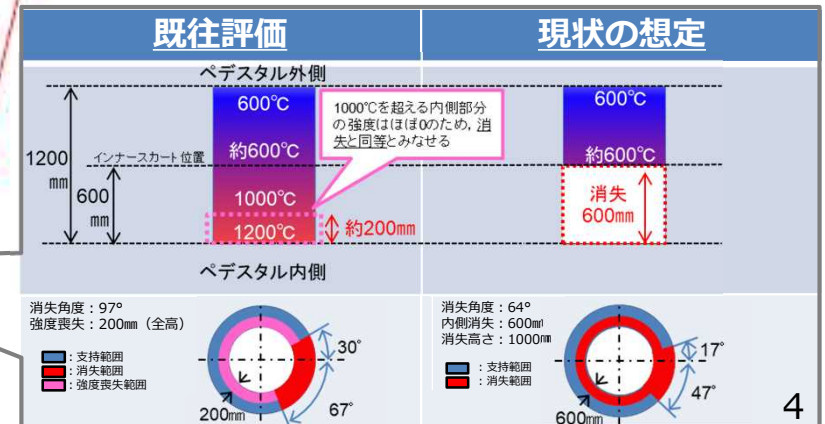 既往評価
現状の想定
ペデスタル外側
600℃
約600℃
1000℃
1200℃
1000℃を超える内側部分
の強度はほぼ0のため,消
失と同等とみなせる
1200
mm
インナースカート位置
600
mm
約200mm
ペデスタル内側
600℃
約600℃
消失
600mm
消失角度:97°
強度喪失:200mm(全高)
:支持範囲
:消失範囲
:強度喪失範囲
30°
67°
200mm
消失角度:64°
内側消失:600mm
消失高さ:1000mm
:支持範囲
:消失範囲
17°
47°
600mm
4